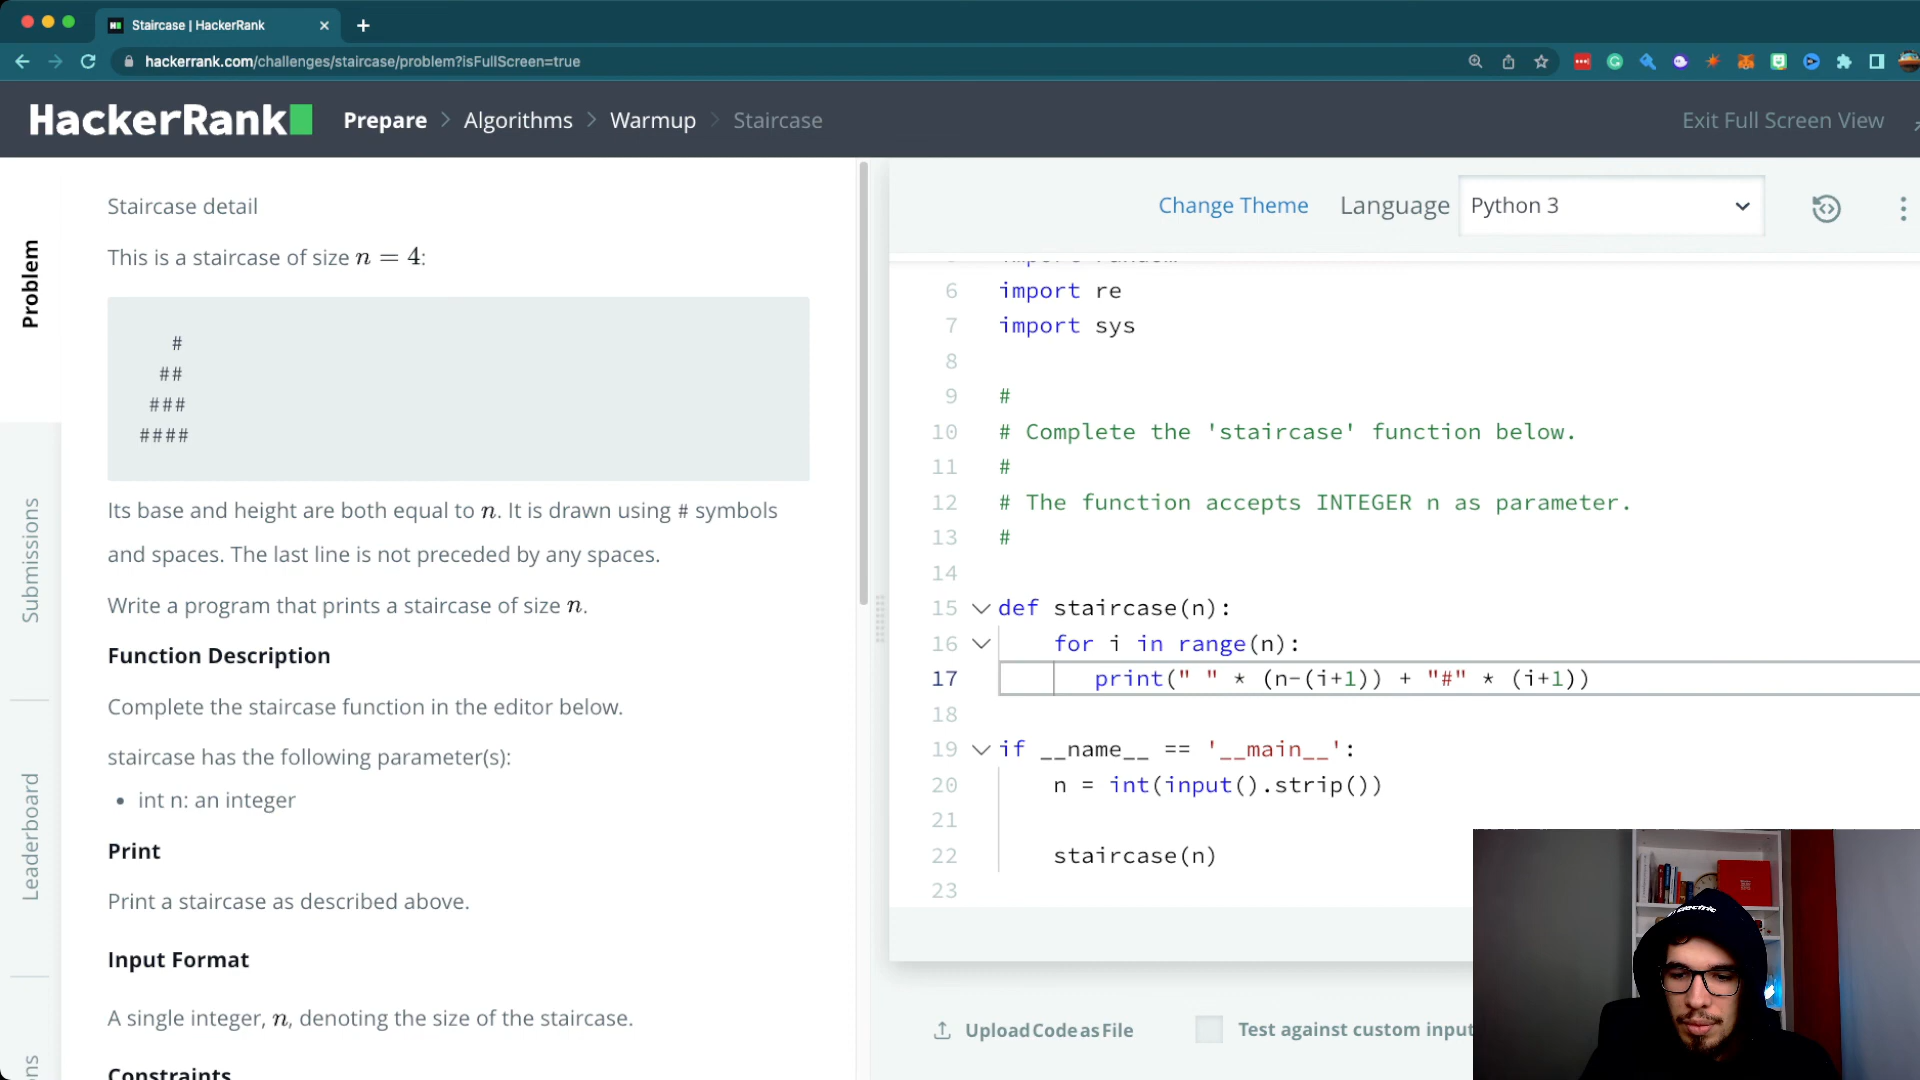 Staircase | HackerRank
hackerrank.com/challenges/staircase/problem?isFullScreen=true
HackerRank
Prepare > Algorithms > Warmup > Staircase
Exit Full Screen View
Problem
Submissions
Leaderboard
Staircase detail
This is a staircase of size n = 4:
#
##
###
####
Its base and height are both equal to n. It is drawn using # symbols
and spaces. The last line is not preceded by any spaces.
Write a program that prints a staircase of size n.
Function Description
Complete the staircase function in the editor below.
staircase has the following parameter(s):
• int n: an integer
Print
Print a staircase as described above.
Input Format
A single integer, n, denoting the size of the staircase.
Constraints
Change Theme
Language
Python 3
import random
6 import re
7 import sys
8
9 #
10 # Complete the 'staircase' function below.
11 #
12 # The function accepts INTEGER n as parameter.
13 #
14
15 def staircase(n):
16 for i in range(n):
17 print(" " * (n-(i+1)) + "#" * (i+1))
18
19 if __name__ == '__main__':
20 n = int(input().strip())
21
22 staircase(n)
23
Upload Code as File
Test against custom input